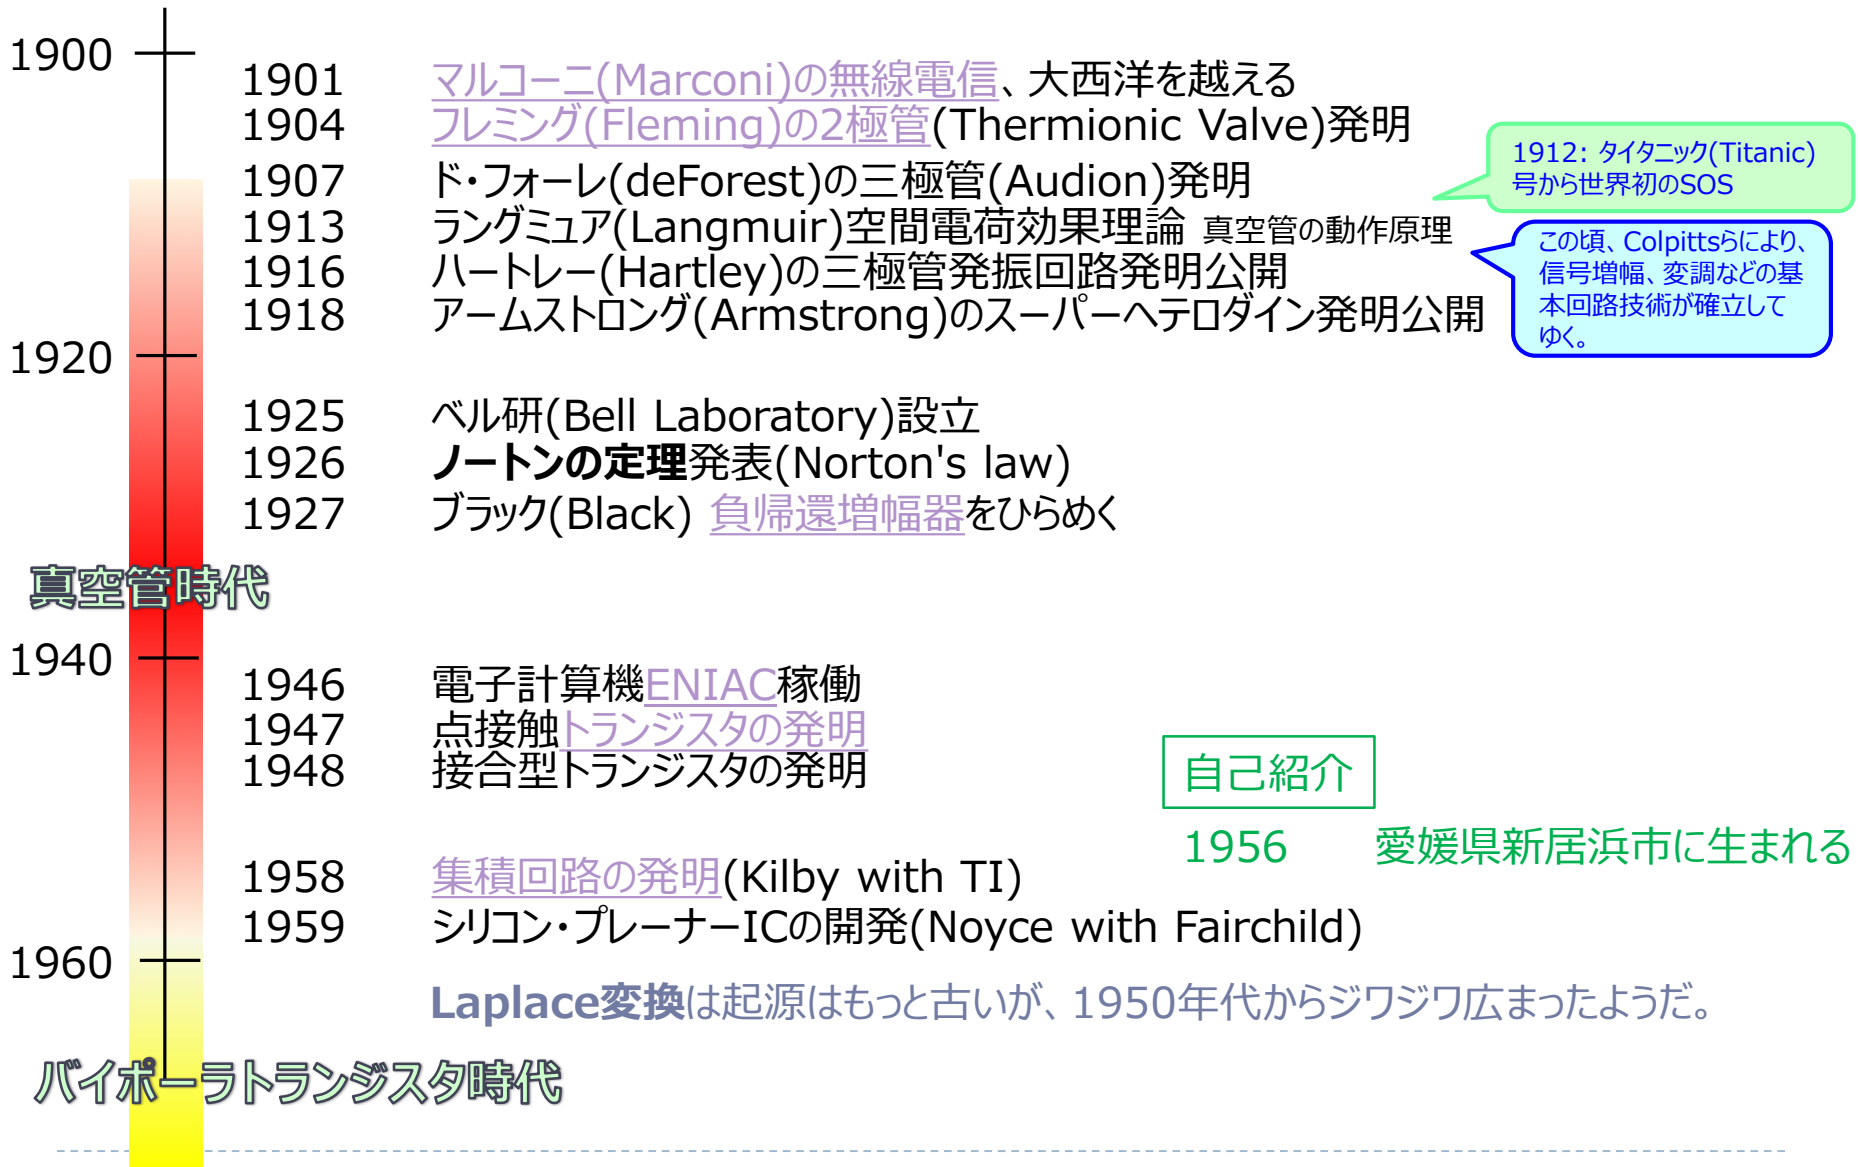 1900
1901 マルコーニ(Marconi)の無線電信、大西洋を越える
1904 フレミング(Fleming)の2極管(Thermionic Valve)発明
1907 ド・フォーレ(deForest)の三極管(Audion)発明
1912: タイタニック(Titanic)
号から世界初のSOS
1913 ラングミュア(Langmuir)空間電荷効果理論 真空管の動作原理
1916 ハートレー(Hartley)の三極管発振回路発明公開
1918 アームストロング(Armstrong)のスーパーヘテロダイン発明公開
この頃、Colpittsらにより、
信号増幅、変調などの基
本回路技術が確立して
ゆく。
1920
1925 ベル研(Bell Laboratory)設立
1926 ノートンの定理発表(Norton's law)
1927 ブラック(Black) 負帰還増幅器をひらめく
真空管時代
1940
1946 電子計算機ENIAC稼働
1947 点接触トランジスタの発明
1948 接合型トランジスタの発明
自己紹介
1956 愛媛県新居浜市に生まれる
1958 集積回路の発明(Kilby with TI)
1959 シリコン・プレーナーICの開発(Noyce with Fairchild)
1960
Laplace変換は起源はもっと古いが、1950年代からジワジワ広まったようだ。
バイポーラトランジスタ時代